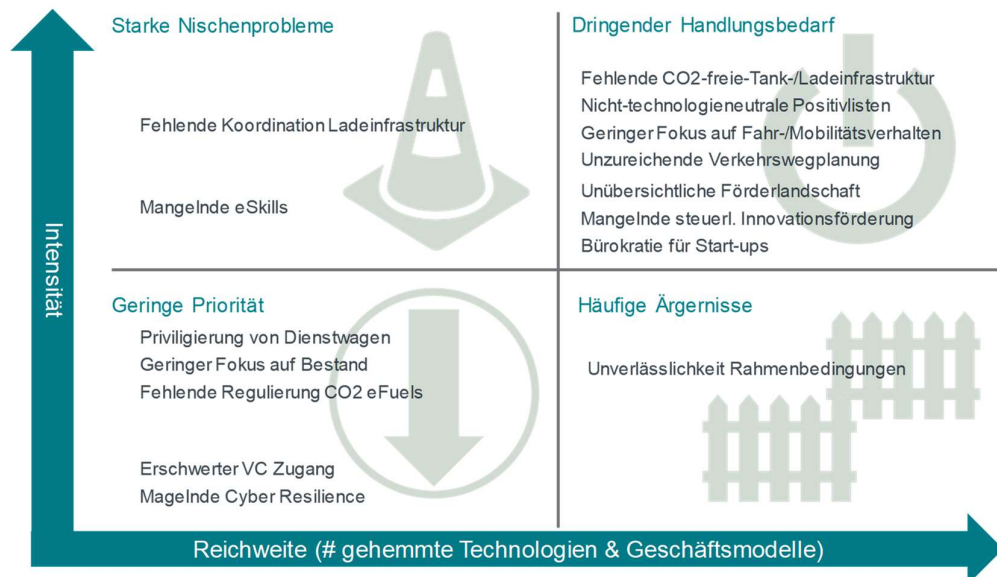 Starke Nischenprobleme
Fehlende Koordination Ladeinfrastruktur
Mangelnde eSkills
Dringender Handlungsbedarf
Fehlende CO2-freie-Tank-/Ladeinfrastruktur
Nicht-technologieneutrale Positivlisten
Geringer Fokus auf Fahr-/Mobilitätsverhalten
Unzureichende Verkehrswegplanung
Unübersichtliche Förderlandschaft
Mangelnde steuerl. Innovationsförderung
Bürokratie für Start-ups
Intensität
Geringe Priorität
Priviligierung von Dienstwagen
Geringer Fokus auf Bestand
Fehlende Regulierung CO2 eFuels
Erschwerter VC Zugang
Magelnde Cyber Resilience
Häufige Ärgernisse
Unverlässlichkeit Rahmenbedingungen
Reichweite (# gehemmte Technologien & Geschäftsmodelle)